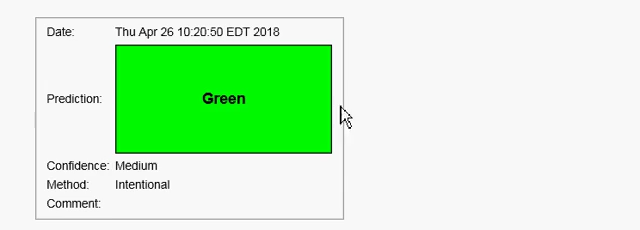 Date: Thu Apr 26 10:20:50 EDT 2018
Prediction: Green
Confidence: Medium
Method: Intentional
Comment: